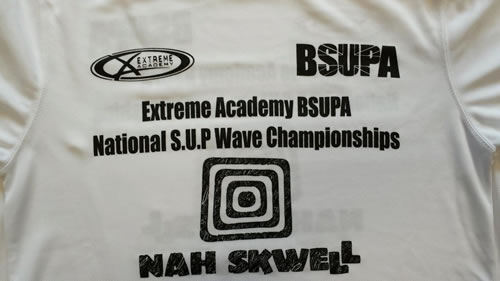 EXTREME
ACADEMY
BSUPA
Extreme Academy BSUPA
National S.U.P Wave Championships
NAH SKWELL